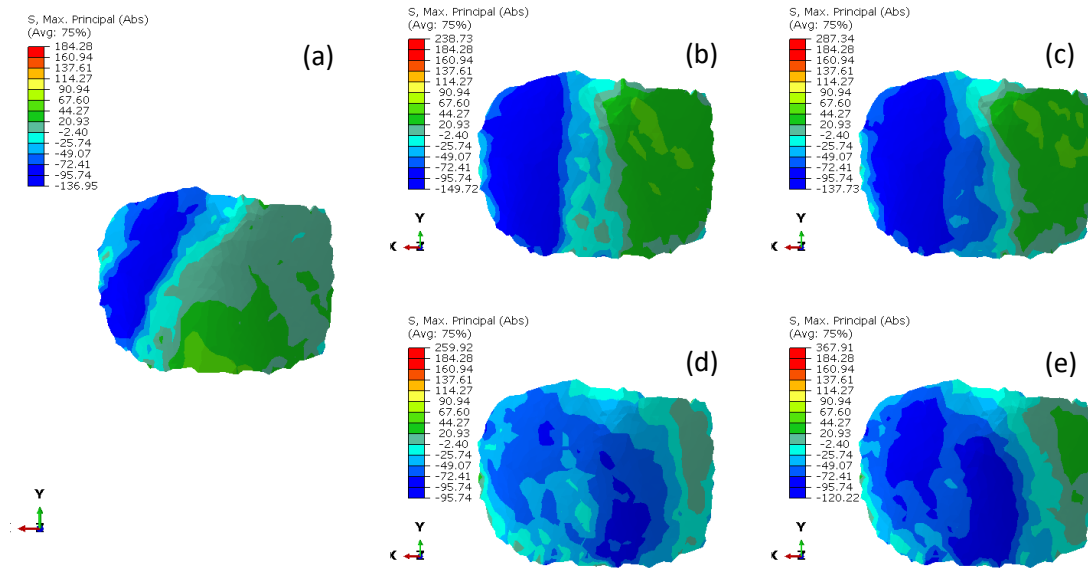 S, Max. Principal (Abs)
(Avg: 75%)
184.28
160.94
137.61
114.27
90.94
67.60
44.27
20.93
-2.40
-25.74
-49.07
-72.41
-95.74
-136.95
(a)
Y
Z
S, Max. Principal (Abs)
(Avg: 75%)
238.73
184.28
160.94
137.61
114.27
90.94
67.60
44.27
20.93
-2.40
-25.74
-49.07
-72.41
-95.74
-149.72
(b)
Y
X
Z
S, Max. Principal (Abs)
(Avg: 75%)
287.34
184.28
160.94
137.61
114.27
90.94
67.60
44.27
20.93
-2.40
-25.74
-49.07
-72.41
-95.74
-137.73
(c)
Y
X
Z
S, Max. Principal (Abs)
(Avg: 75%)
259.92
184.28
160.94
137.61
114.27
90.94
67.60
44.27
20.93
-2.40
-25.74
-49.07
-72.41
-95.74
(d)
Y
X
Z
S, Max. Principal (Abs)
(Avg: 75%)
367.91
184.28
160.94
137.61
114.27
90.94
67.60
44.27
20.93
-2.40
-25.74
-49.07
-72.41
-95.74
-120.22
(e)
Y
X
Z